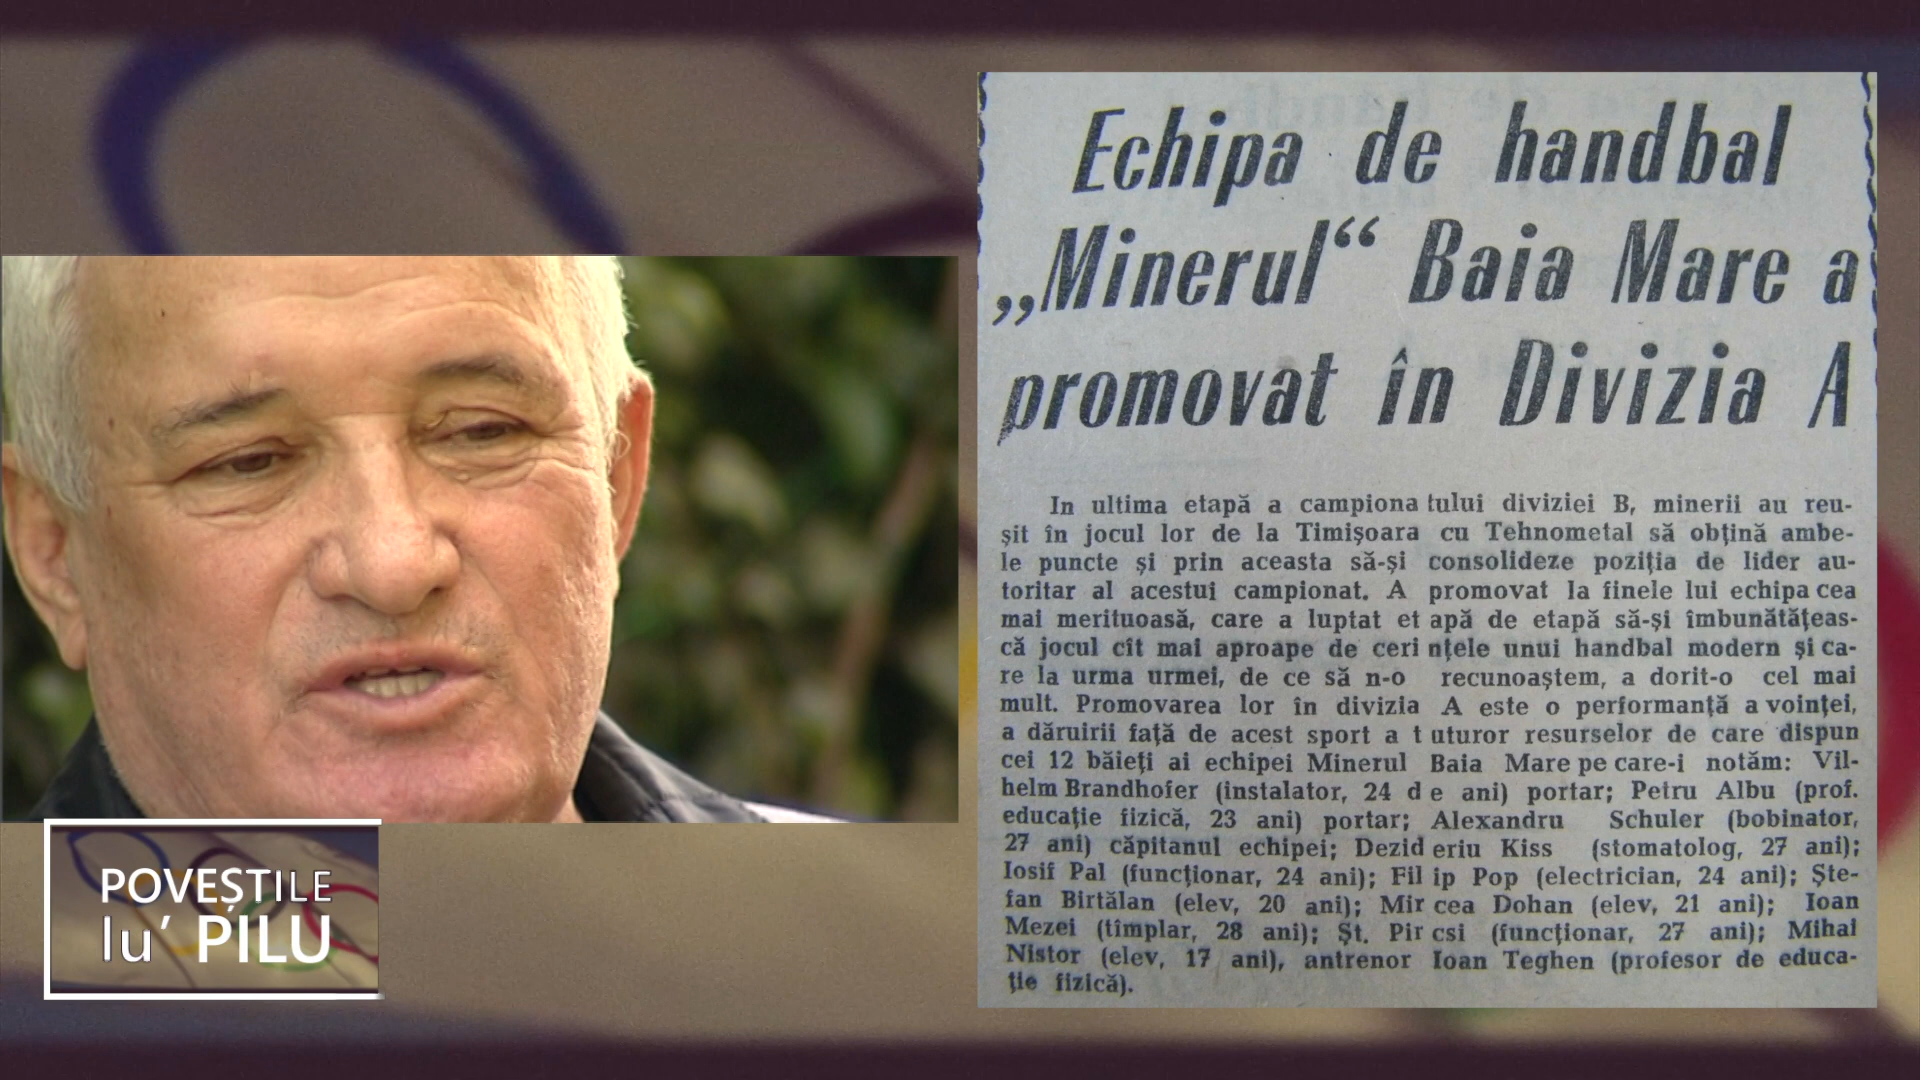 Echipa de handbal
„Minerul“ Baia Mare a
promovat în Divizia A
In ultima etapă a campionatului diviziei B, minerii au reu-
șit în jocul lor de la Timișoara cu Tehnometal să obțină ambe-
le puncte și prin aceasta să-și consolideze poziția de lider au-
toritar al acestui campionat. A promovat la finele lui echipa cea
mai merituoasă, care a luptat etapă de etapă să-și îmbunătățeas-
că jocul cît mai aproape de cerințele unui handbal modern și ca-
re la urma urmei, de ce să n-o recunoaștem, a dorit-o cel mai
mult. Promovarea lor în divizia A este o performanță a voinței,
a dăruirii față de acest sport a tuturor resurselor de care dispun
cei 12 băieți ai echipei Minerul Baia Mare pe care-i notăm: Vil-
helm Brandhofer (instalator, 24 de ani) portar; Petru Albu (prof.
educație fizică, 23 ani) portar; Alexandru Schuler (bobinator,
27 ani) căpitanul echipei; Dezideriu Kiss (stomatolog, 27 ani);
Iosif Pal (funcționar, 24 ani); Filip Pop (electrician, 24 ani); Ște-
fan Birtălan (elev, 20 ani); Mircea Dohan (elev, 21 ani); Ioan
Mezei (tîmplar, 28 ani); Șt. Pircsi (funcționar, 27 ani); Mihai
Nistor (elev, 17 ani), antrenor Ioan Teghen (profesor de educa-
ție fizică).
POVEȘTILE
lu’ PILU